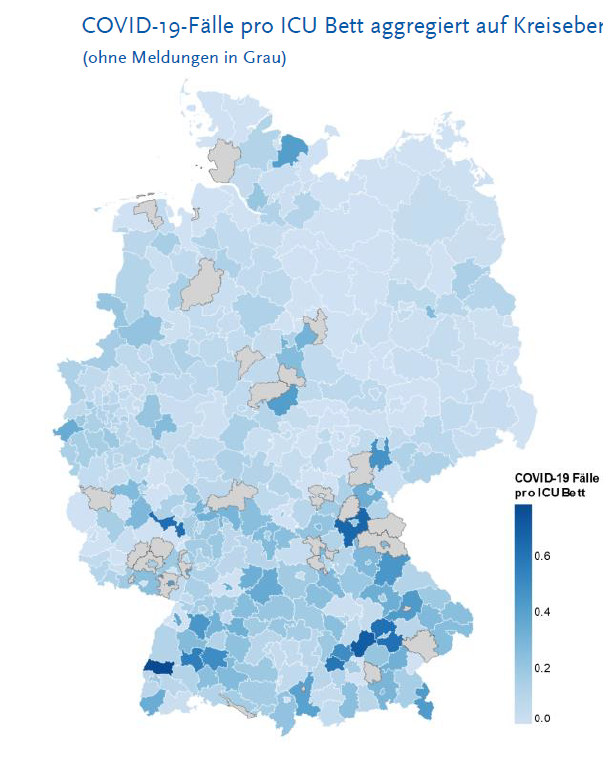 COVID-19-Fälle pro ICU Bett aggregiert auf Kreiseber
(ohne Meldungen in Grau)
COVID-19 Fälle
pro ICU Bett
0.6
0.4
0.2
0.0